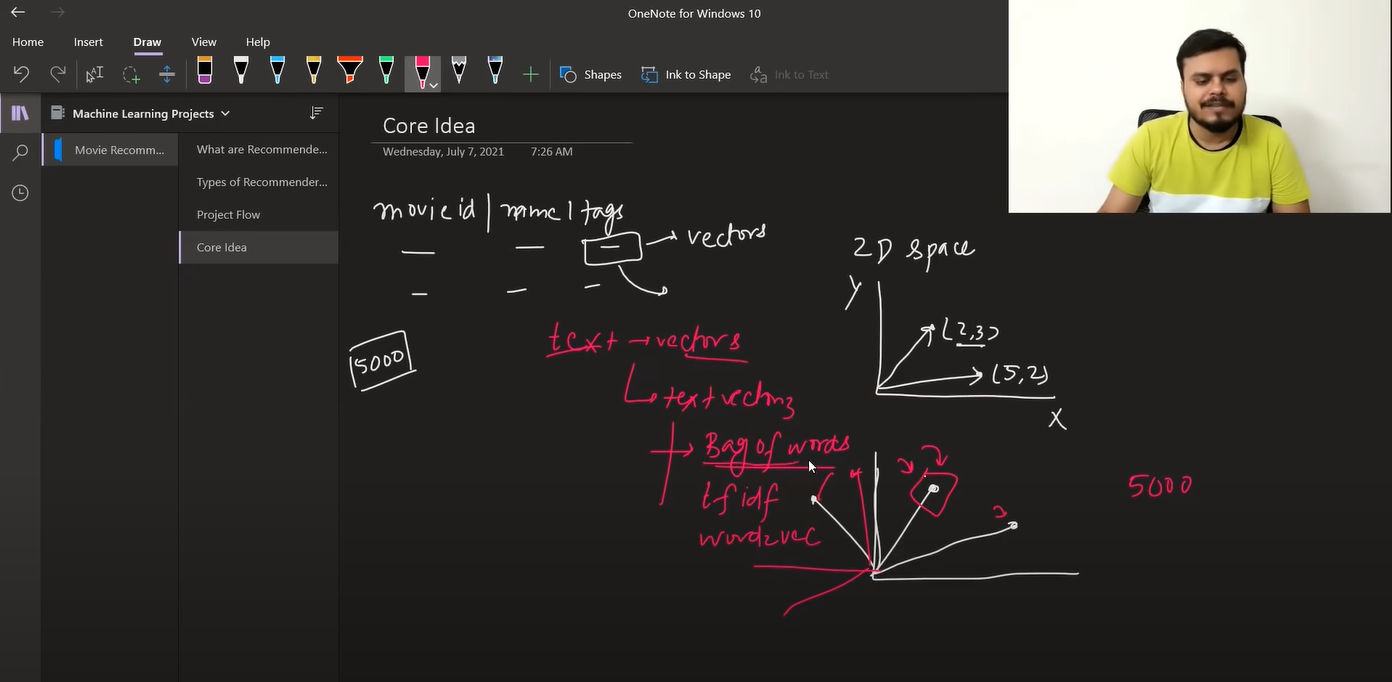 OneNote for Windows 10
Home Insert Draw View Help
Shapes Ink to Shape Ink to Text
Machine Learning Projects
Movie Recomm...
What are Recommende...
Types of Recommender...
Project Flow
Core Idea
Core Idea
Wednesday, July 7, 2021 7:26 AM
movie id | name | tags
vectors
5000
text → vectors
text vectorz
Bag of words
tfidf
word2vec
2D space
Y
(2,3)
(5,2)
X
5000